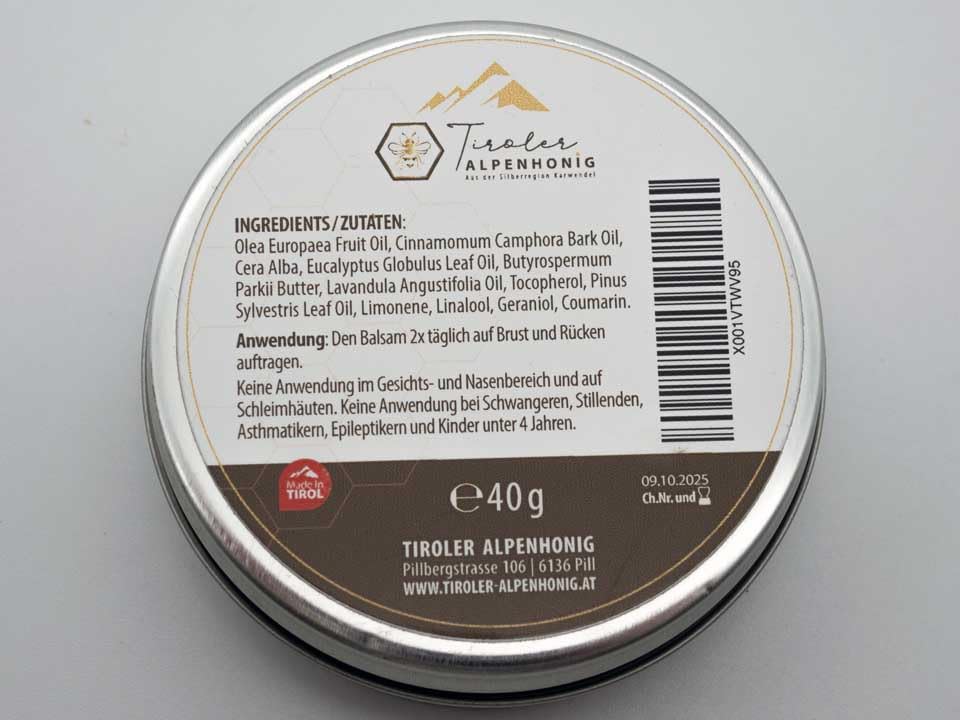 Tiroler
ALPENHONIG
Aus der Silberregion Karwendel
INGREDIENTS/ZUTATEN:
Olea Europaea Fruit Oil, Cinnamomum Camphora Bark Oil,
Cera Alba, Eucalyptus Globulus Leaf Oil, Butyrospermum
Parkii Butter, Lavandula Angustifolia Oil, Tocopherol, Pinus
Sylvestris Leaf Oil, Limonene, Linalool, Geraniol, Coumarin.
Anwendung: Den Balsam 2x täglich auf Brust und Rücken
auftragen.
Keine Anwendung im Gesichts- und Nasenbereich und auf
Schleimhäuten. Keine Anwendung bei Schwangeren, Stillenden,
Asthmatikern, Epileptikern und Kinder unter 4 Jahren.
X001VTWV95
Made in
TIROL
℮40 g
09.10.2025
Ch.Nr. und
TIROLER ALPENHONIG
Pillbergstrasse 106 | 6136 Pill
WWW.TIROLER-ALPENHONIG.AT